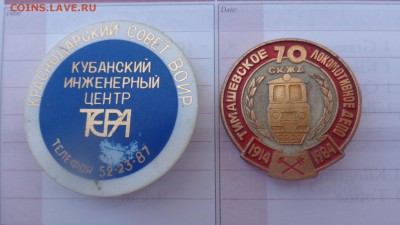 COINS.LAVE.RU
Date:
Date:
КРАСНОДАРСКИЙ СОВЕТ ВОИР
КУБАНСКИЙ
ИНЖЕНЕРНЫЙ
ЦЕНТР
ТЕРА
ТЕЛЕФОН 52-23-87
ТИМАШЕВСКОЕ 70 ЛОКОМОТИВНОЕ ДЕПО
СКЖД
1914 1984